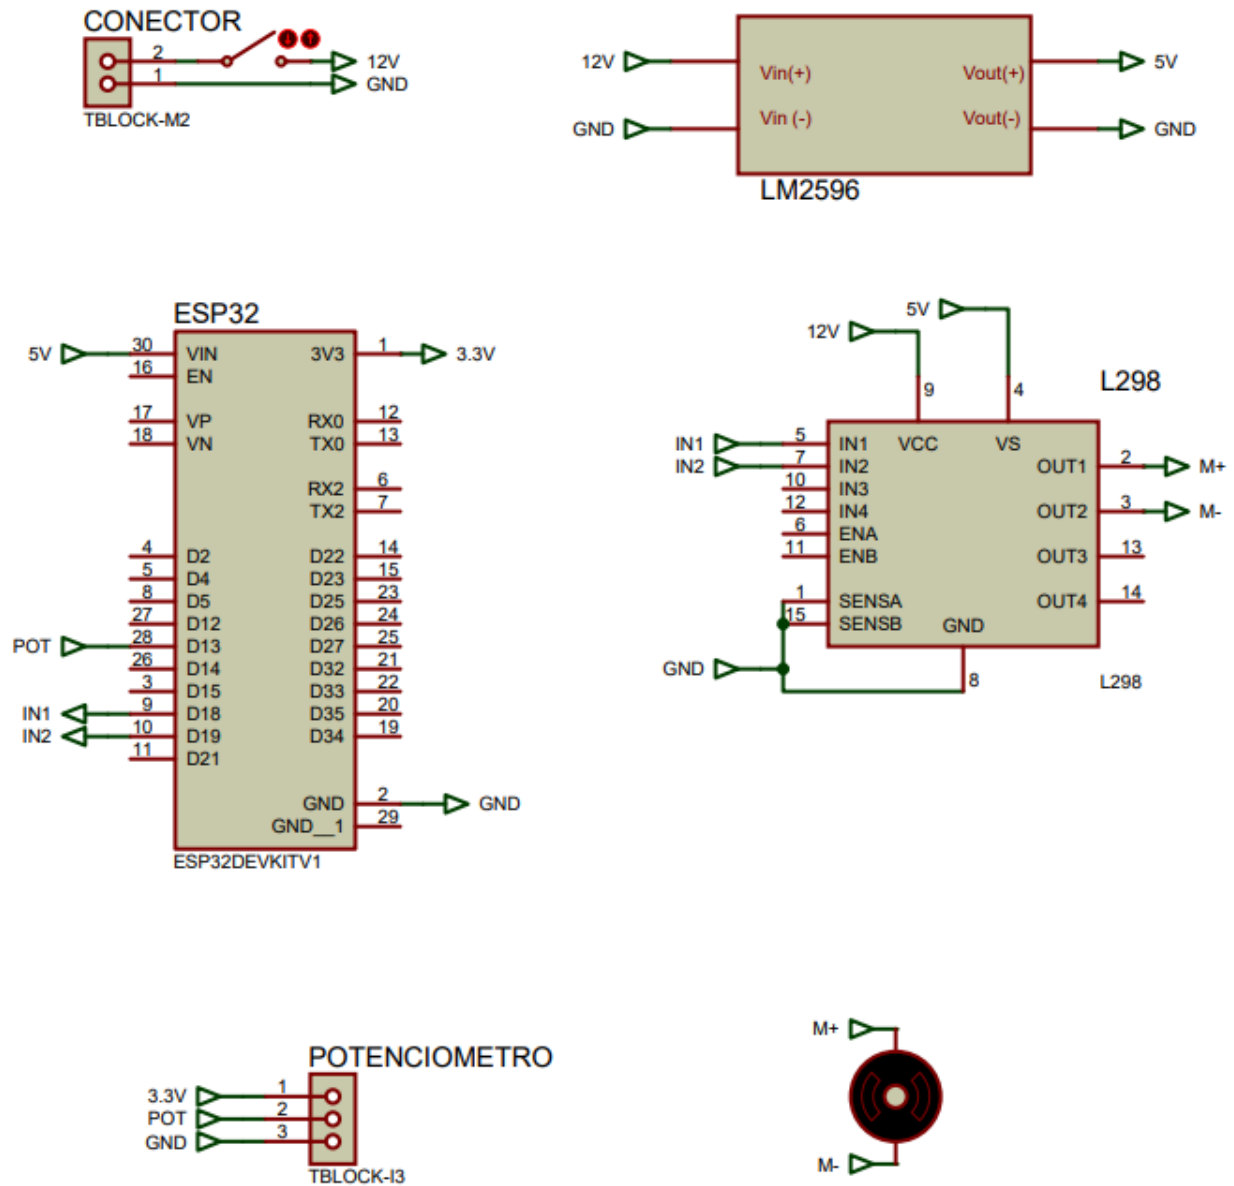 CONECTOR
2
1
12V
GND
TBLOCK-M2
12V
GND
Vin(+)
Vin (-)
Vout(+)
Vout(-)
5V
GND
LM2596
ESP32
5V
30 VIN
16 EN
17 VP
18 VN
4 D2
5 D4
8 D5
27 D12
POT 28 D13
26 D14
3 D15
IN1 9 D18
IN2 10 D19
11 D21
3V3 1 3.3V
RX0 12
TX0 13
RX2 6
TX2 7
D22 14
D23 15
D25 23
D26 24
D27 25
D32 21
D33 22
D35 20
D34 19
GND 2 GND
GND__1 29
ESP32DEVKITV1
5V
12V
9
4
L298
VCC
VS
IN1 5 IN1
IN2 7 IN2
10 IN3
12 IN4
6 ENA
11 ENB
1 SENSA
15 SENSB
GND
GND
8
OUT1 2 M+
OUT2 3 M-
OUT3 13
OUT4 14
L298
POTENCIOMETRO
3.3V 1
POT 2
GND 3
TBLOCK-I3
M+
M-